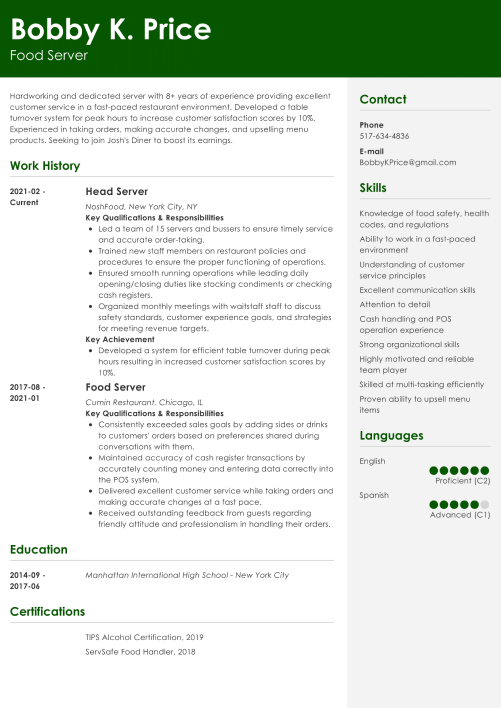 Bobby K. Price
Food Server
Hardworking and dedicated server with 8+ years of experience providing excellent
customer service in a fast-paced restaurant environment. Developed a table
turnover system for peak hours to increase customer satisfaction scores by 10%.
Experienced in taking orders, making accurate changes, and upselling menu
products. Seeking to join Josh's Diner to boost its earnings.
Work History
2021-02 -
Current
Head Server
NoshFood, New York City, NY
Key Qualifications & Responsibilities
• Led a team of 15 servers and bussers to ensure timely service
and accurate order-taking.
• Trained new staff members on restaurant policies and
procedures to ensure the proper functioning of operations.
• Ensured smooth running operations while leading daily
opening/closing duties like stocking condiments or checking
cash registers.
• Organized monthly meetings with waitstaff staff to discuss
safety standards, customer experience goals, and strategies
for meeting revenue targets.
Key Achievement
• Developed a system for efficient table turnover during peak
hours resulting in increased customer satisfaction scores by
10%.
2017-08 -
2021-01
Food Server
Cumin Restaurant, Chicago, IL
Key Qualifications & Responsibilities
• Consistently exceeded sales goals by adding sides or drinks
to customers' orders based on preferences shared during
conversations with them.
• Maintained accuracy of cash register transactions by
accurately counting money and entering data correctly into
the POS system.
• Delivered excellent customer service while taking orders and
making accurate changes at a fast pace.
• Received outstanding feedback from guests regarding
friendly attitude and professionalism in handling their orders.
Education
2014-09 -
2017-06
Manhattan International High School - New York City
Certifications
TIPS Alcohol Certification, 2019
ServSafe Food Handler, 2018
Contact
Phone
517-634-4836
E-mail
BobbyKPrice@gmail.com
Skills
Knowledge of food safety, health
codes, and regulations
Ability to work in a fast-paced
environment
Understanding of customer
service principles
Excellent communication skills
Attention to detail
Cash handling and POS
operation experience
Strong organizational skills
Highly motivated and reliable
team player
Skilled at multi-tasking efficiently
Proven ability to upsell menu
items
Languages
English
Proficient (C2)
Spanish
Advanced (C1)